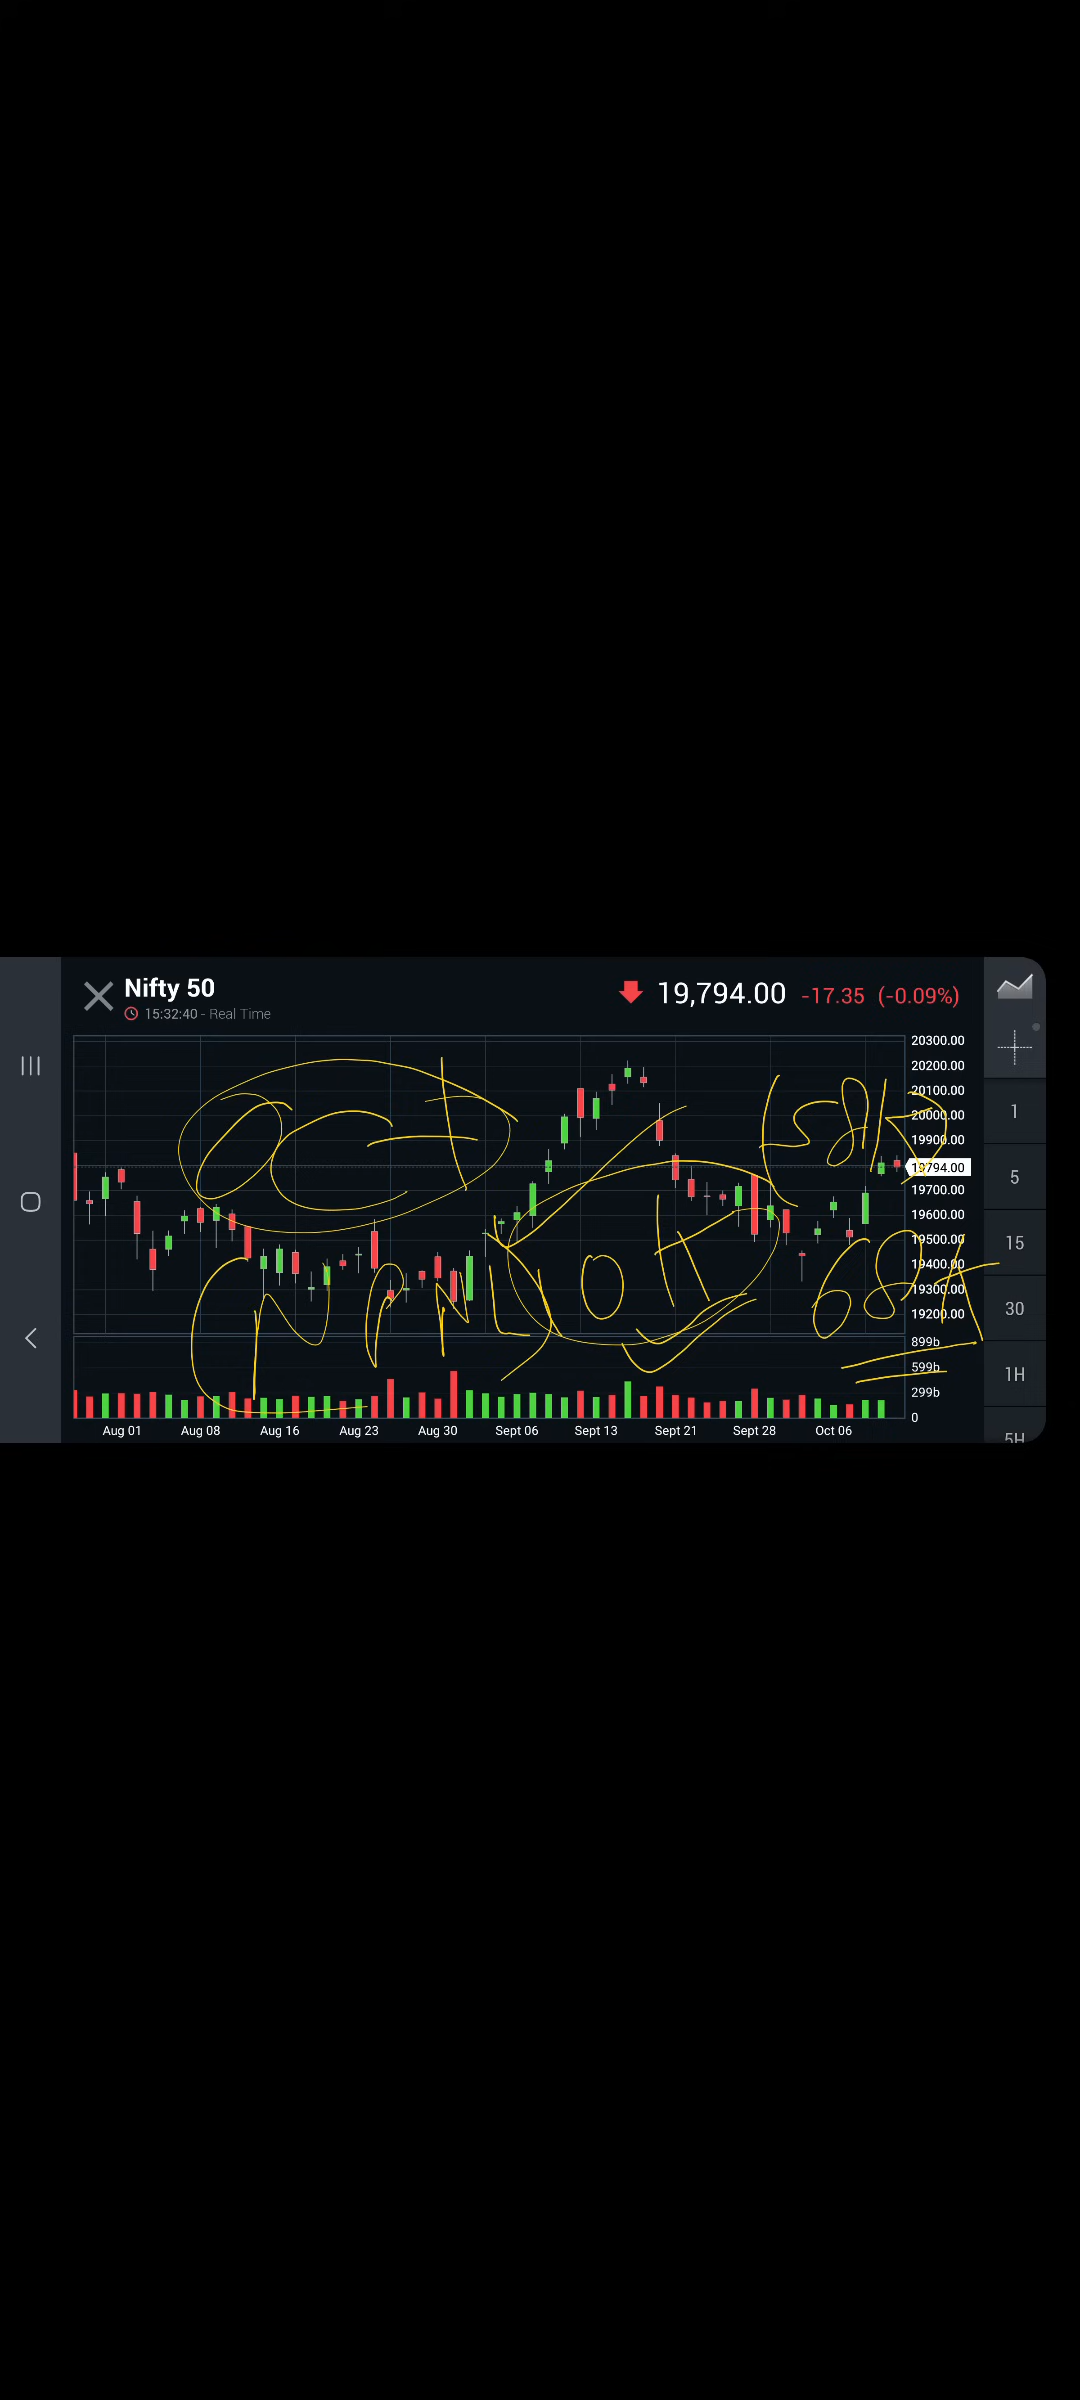 Nifty 50
15:32:40 - Real Time
19,794.00 -17.35 (-0.09%)
20300.00
20200.00
20100.00
20000.00
19900.00
19794.00
19700.00
19600.00
19500.00
19400.00
19300.00
19200.00
899b
599b
299b
0
Aug 01 Aug 08 Aug 16 Aug 23 Aug 30 Sept 06 Sept 13 Sept 21 Sept 28 Oct 06
1
5
15
30
1H
5H
oct